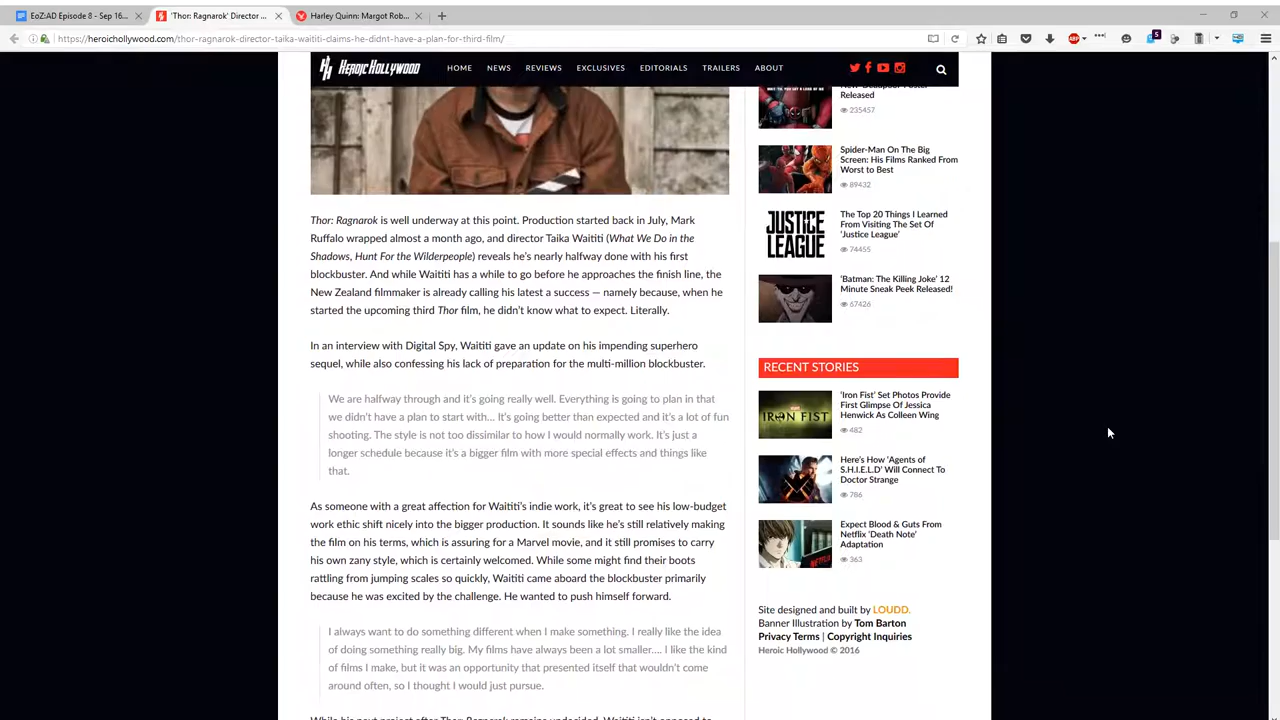 EoZ:AD Episode 8 - Sep 16...
'Thor: Ragnarok' Director ...
Harley Quinn: Margot Rob...
https://heroichollywood.com/thor-ragnarok-director-taika-waititi-claims-he-didnt-have-a-plan-for-third-film/
ABP
5
HEROIC HOLLYWOOD
HOME NEWS REVIEWS EXCLUSIVES EDITORIALS TRAILERS ABOUT
Thor: Ragnarok is well underway at this point. Production started back in July, Mark
Ruffalo wrapped almost a month ago, and director Taika Waititi (What We Do in the
Shadows, Hunt For the Wilderpeople) reveals he's nearly halfway done with his first
blockbuster. And while Waititi has a while to go before he approaches the finish line, the
New Zealand filmmaker is already calling his latest a success — namely because, when he
started the upcoming third Thor film, he didn't know what to expect. Literally.
In an interview with Digital Spy, Waititi gave an update on his impending superhero
sequel, while also confessing his lack of preparation for the multi-million blockbuster.
We are halfway through and it's going really well. Everything is going to plan in that
we didn't have a plan to start with... It's going better than expected and it's a lot of fun
shooting. The style is not too dissimilar to how I would normally work. It's just a
longer schedule because it's a bigger film with more special effects and things like
that.
As someone with a great affection for Waititi's indie work, it's great to see his low-budget
work ethic shift nicely into the bigger production. It sounds like he's still relatively making
the film on his terms, which is assuring for a Marvel movie, and it still promises to carry
his own zany style, which is certainly welcomed. While some might find their boots
rattling from jumping scales so quickly, Waititi came aboard the blockbuster primarily
because he was excited by the challenge. He wanted to push himself forward.
I always want to do something different when I make something. I really like the idea
of doing something really big. My films have always been a lot smaller.... I like the kind
of films I make, but it was an opportunity that presented itself that wouldn't come
around often, so I thought I would just pursue.
While his next project after Thor: Ragnarok remains undecided, Waititi isn't opposed to
New 'Deadpool' Poster
Released
235457
Spider-Man On The Big
Screen: His Films Ranked From
Worst to Best
89432
JUSTICE
LEAGUE
The Top 20 Things I Learned
From Visiting The Set Of
'Justice League'
74455
'Batman: The Killing Joke' 12
Minute Sneak Peek Released!
67426
RECENT STORIES
IRON FIST
'Iron Fist' Set Photos Provide
First Glimpse Of Jessica
Henwick As Colleen Wing
482
Here's How 'Agents of
S.H.I.E.L.D' Will Connect To
Doctor Strange
786
NETFLIX
Expect Blood & Guts From
Netflix 'Death Note'
Adaptation
363
Site designed and built by LOUDD.
Banner Illustration by Tom Barton
Privacy Terms | Copyright Inquiries
Heroic Hollywood © 2016